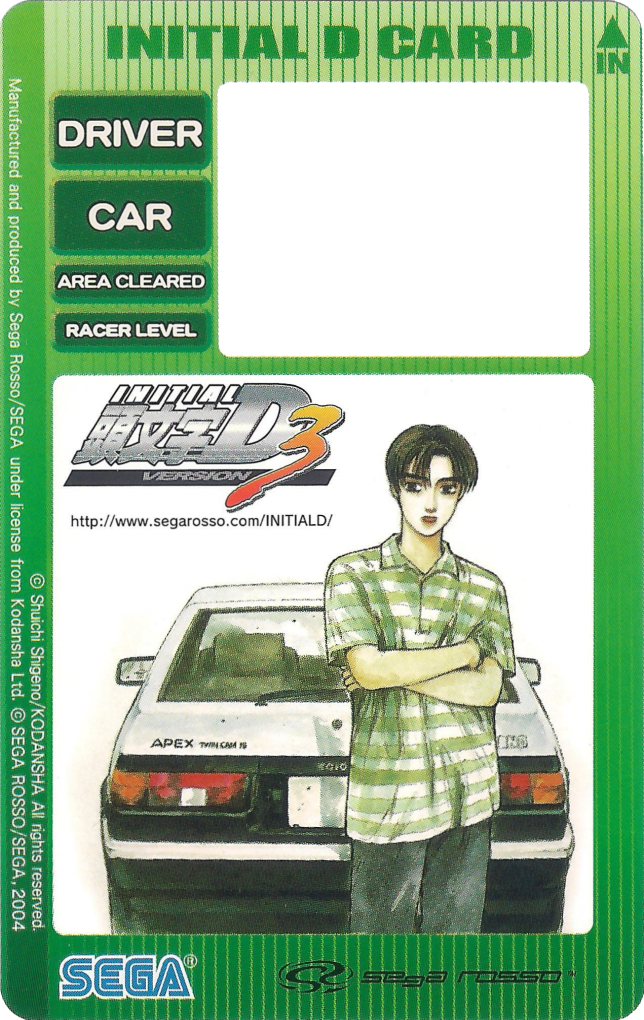 INITIAL D CARD
IN
DRIVER
CAR
AREA CLEARED
RACER LEVEL
INITIAL
頭文字D3
VERSION
http://www.segarosso.com/INITIALD/
APEX TWIN CAM 16
SEGA®
sega rosso™
Manufactured and produced by Sega Rosso/SEGA under license from Kodansha Ltd. © SEGA ROSSO/SEGA, 2004
© Shuichi Shigeno/KODANSHA All rights reserved.